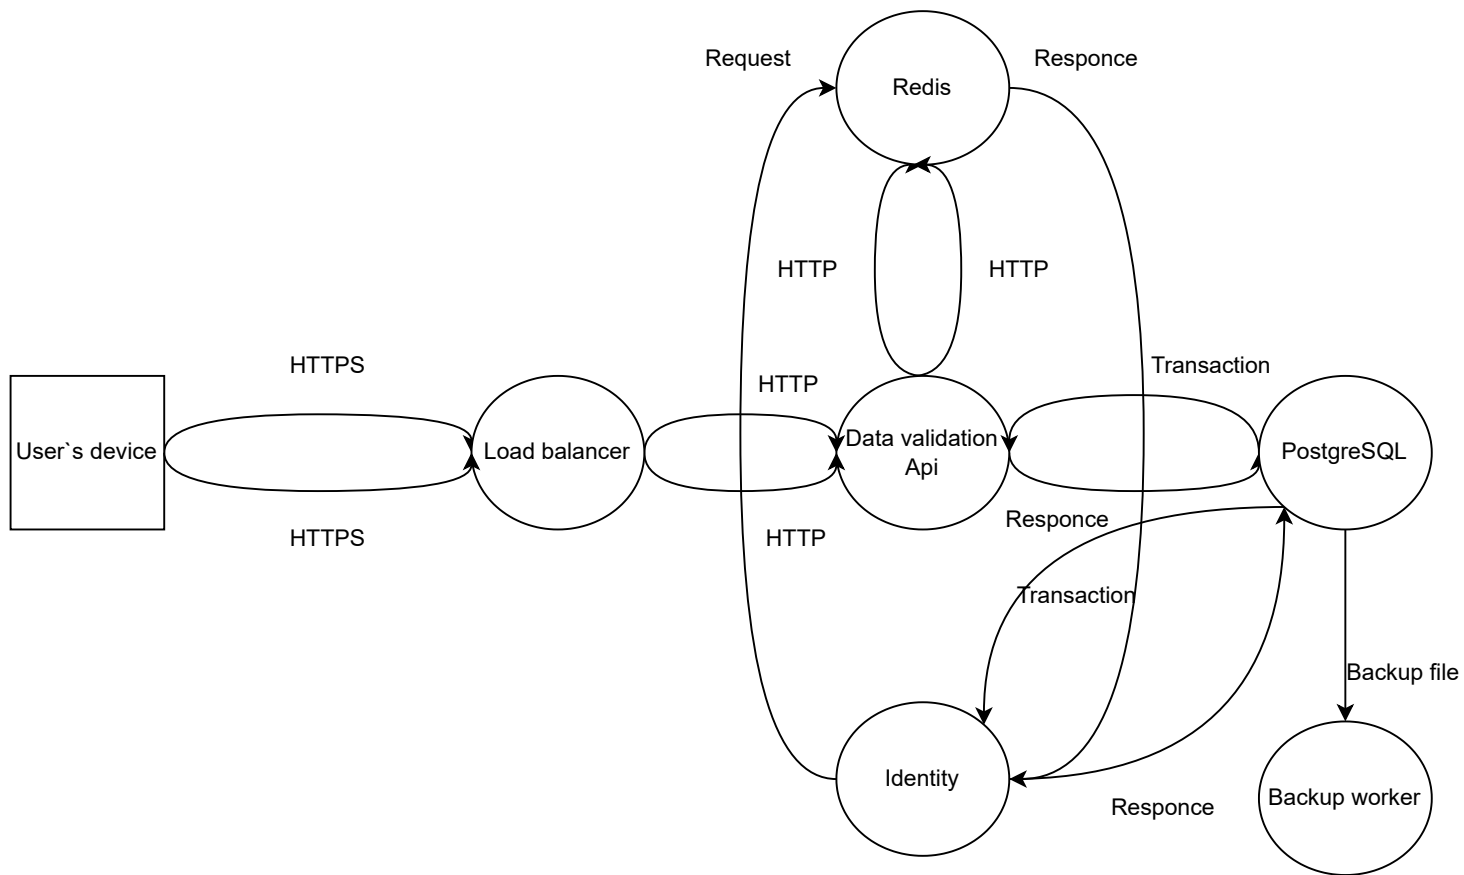 Request
Responce
Redis
HTTP
HTTP
HTTPS
Transaction
HTTP
User`s device
Load balancer
Data validation
Api
PostgreSQL
Responce
HTTPS
HTTP
Transaction
Backup file
Identity
Backup worker
Responce